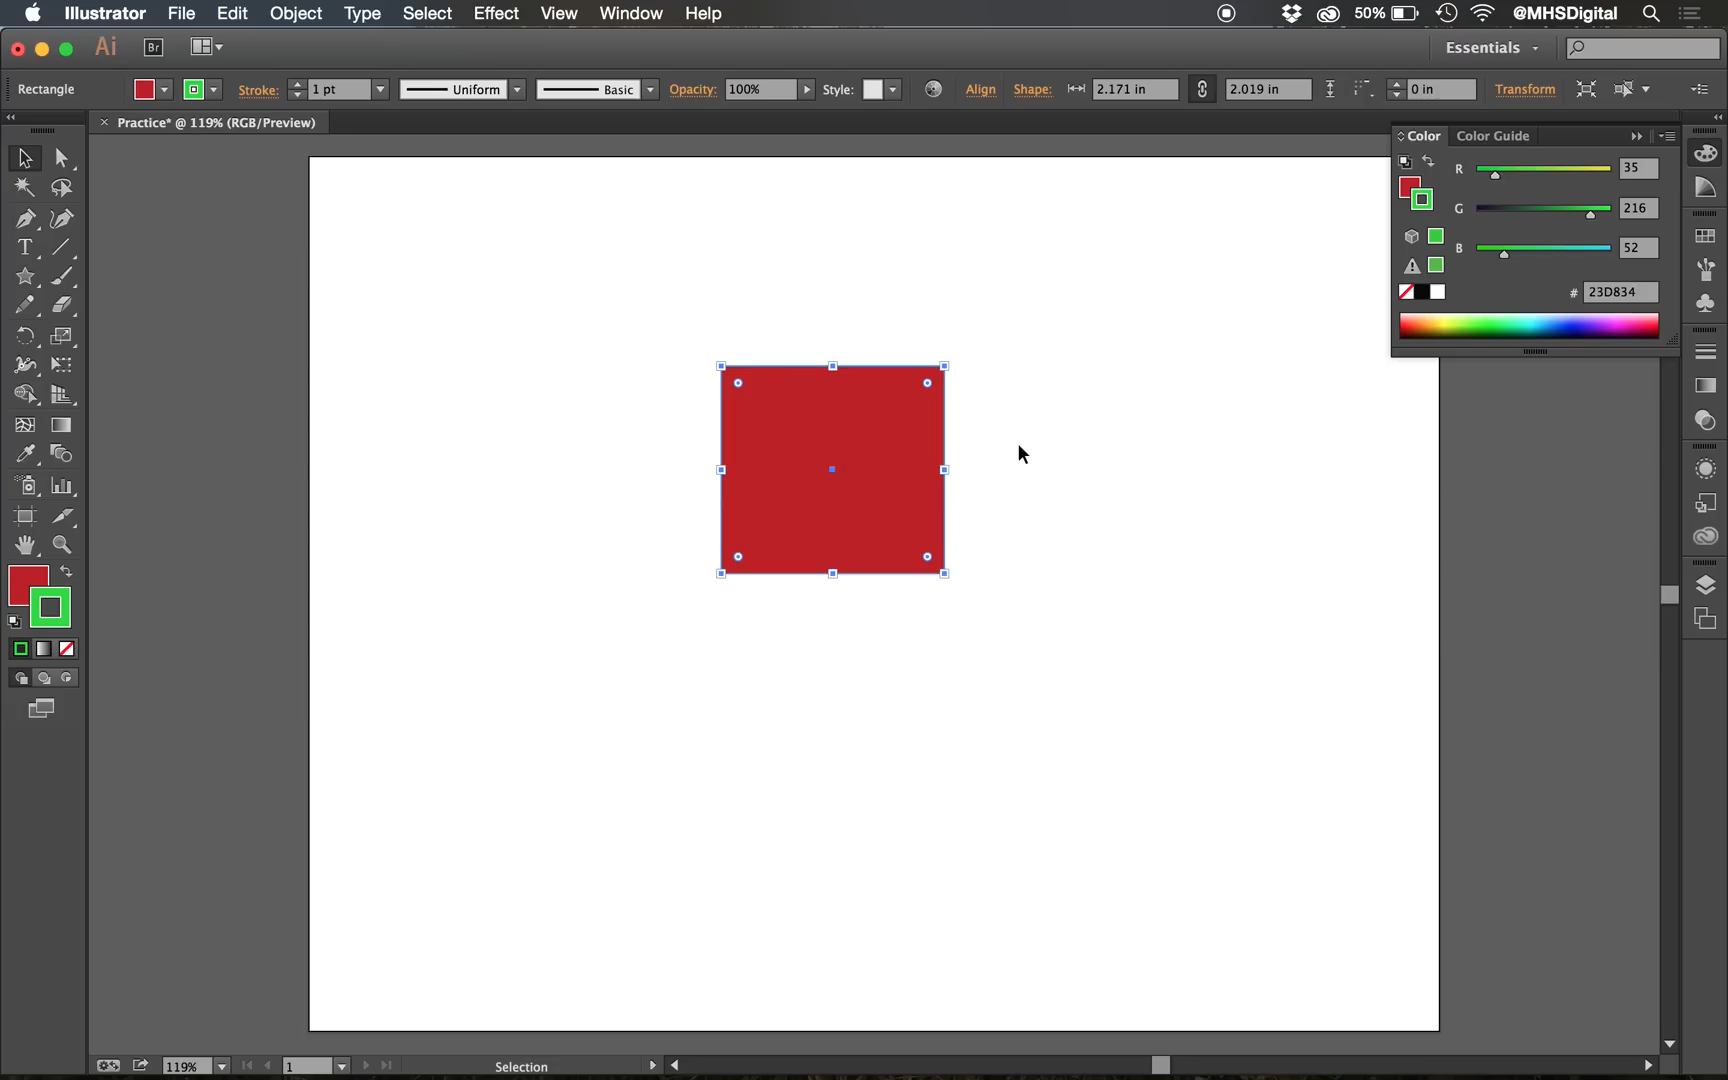 Illustrator File Edit Object Type Select Effect View Window Help 50% @MHSDigital
Ai Br Essentials
Rectangle Stroke: 1 pt Uniform Basic Opacity: 100% Style: Align Shape: 2.171 in 2.019 in 0 in Transform
× Practice* @ 119% (RGB/Preview)
Color Color Guide
R 35
G 216
B 52
# 23D834
T
119% 1 Selection